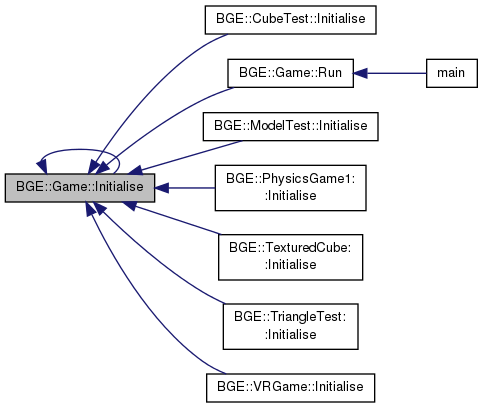 BGE::CubeTest::Initialise
BGE::Game::Run
main
BGE::ModelTest::Initialise
BGE::Game::Initialise
BGE::PhysicsGame1:
:Initialise
BGE::TexturedCube:
:Initialise
BGE::TriangleTest:
:Initialise
BGE::VRGame::Initialise